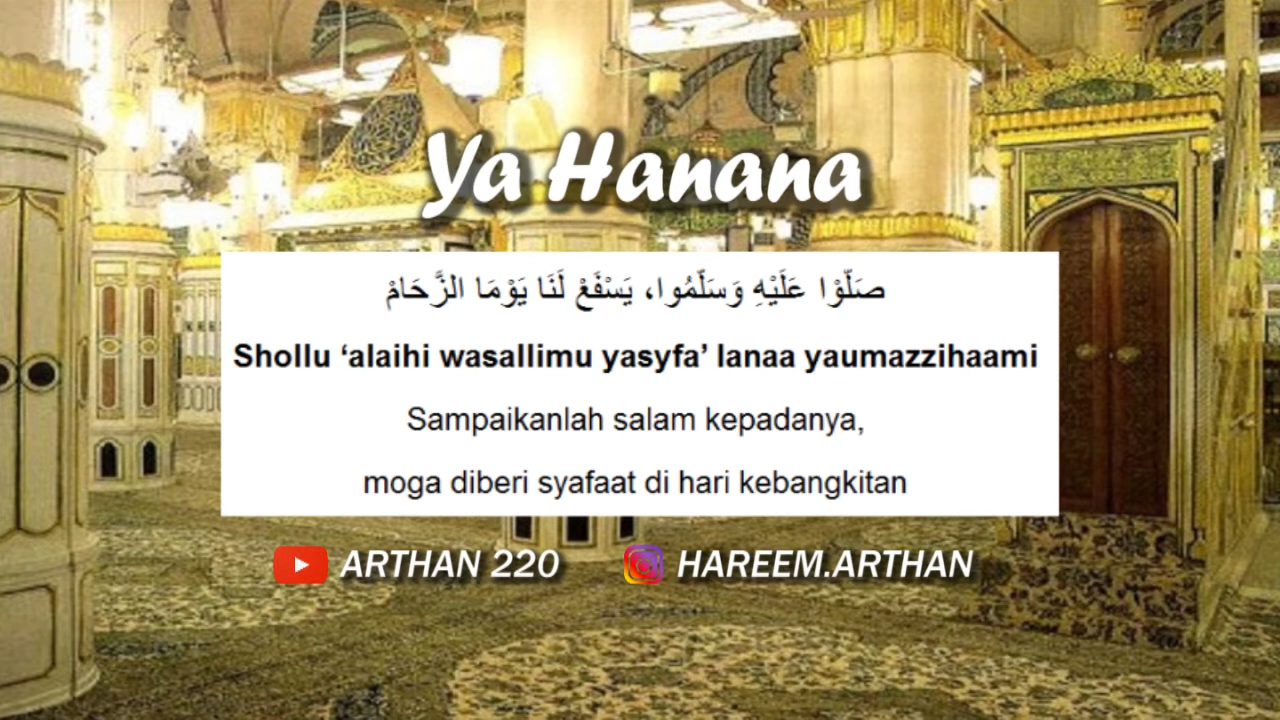 Ya Hanana
صَلُّوْا عَلَيْهِ وَسَلِّمُوا، يَسْفَعْ لَنَا يَوْمَا الزَّحَامْ
Shollu ‘alaihi wasallimu yasyfa’ lanaa yaumazzihaami
Sampaikanlah salam kepadanya,
moga diberi syafaat di hari kebangkitan
ARTHAN 220
HAREEM.ARTHAN